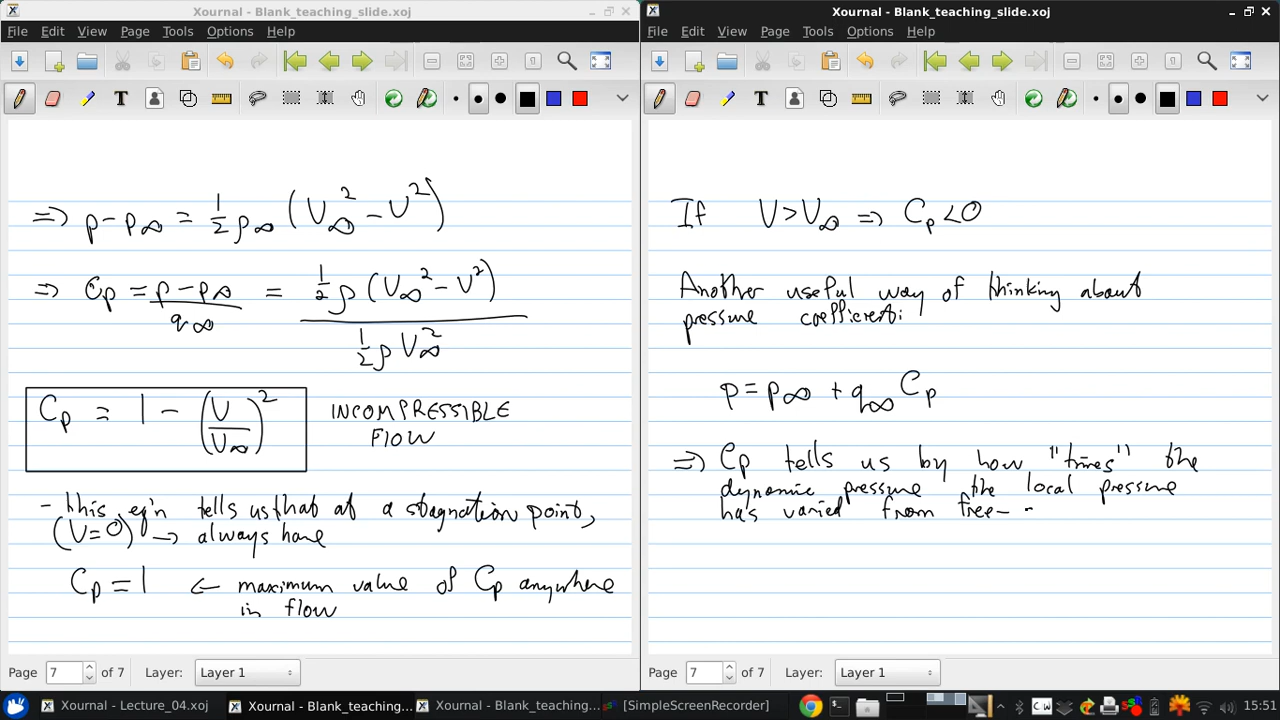 Xournal - Blank_teaching_slide.xoj
File Edit View Page Tools Options Help
⇒ p - p∞ = 1/2 ρ∞ (V∞² - V²)
⇒ Cp = (p - p∞)/q∞ = (1/2 ρ (V∞² - V²))/(1/2 ρ V∞²)
Cp = 1 - (V/V∞)²
INCOMPRESSIBLE
FLOW
- this eq'n tells us that at a stagnation point,
(V=0) → always have
Cp = 1 ← maximum value of Cp anywhere
in flow
Page 7 of 7 Layer: Layer 1
Xournal - Blank_teaching_slide.xoj
File Edit View Page Tools Options Help
If V > V∞ ⇒ Cp < 0
Another useful way of thinking about
pressure coefficient:
p = p∞ + q∞ Cp
⇒ Cp tells us by how "times" the
dynamic pressure the local pressure
has varied from free-
Page 7 of 7 Layer: Layer 1
Xournal - Lecture_04.xoj Xournal - Blank_teaching... Xournal - Blank_teaching... [SimpleScreenRecorder] 15:51